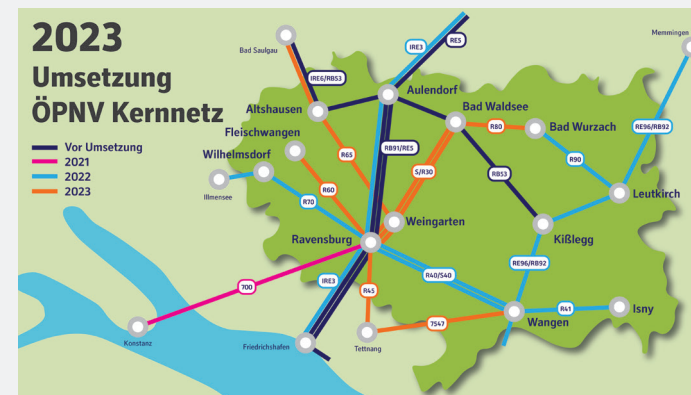 2023
Umsetzung
ÖPNV Kernnetz
Vor Umsetzung
2021
2022
2023
Bad Saulgau
IRE6/RB53
IRE3
RE5
Memmingen
Altshausen
Aulendorf
Bad Waldsee
R80
Bad Wurzach
RE96/RB92
Fleischwangen
Wilhelmsdorf
Illmensee
R65
RB91/RE5
S/R30
R90
R60
RB53
Leutkirch
R70
Weingarten
Kißlegg
Ravensburg
RE96/RB92
IRE3
R40/S40
700
R45
7547
R41
Isny
Wangen
Konstanz
Friedrichshafen
Tettnang